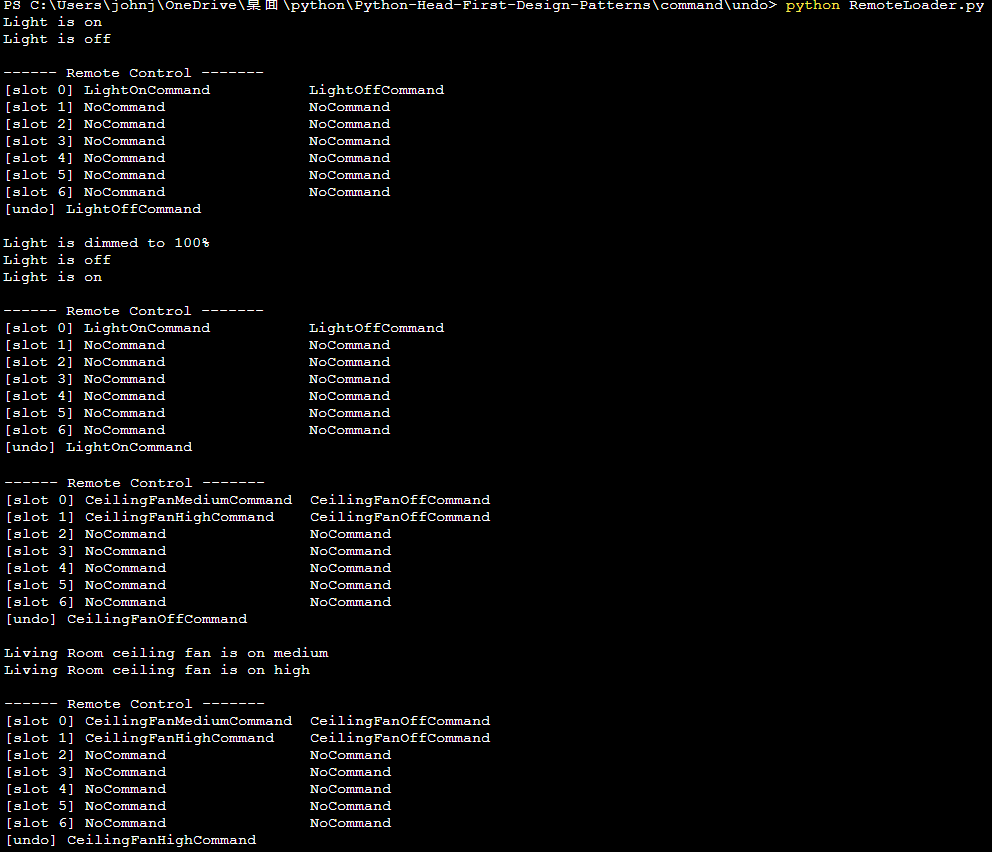 PS C:\Users\johnj\OneDrive\桌面\python\Python-Head-First-Design-Patterns\command\undo> python RemoteLoader.py
Light is on
Light is off
------ Remote Control -------
[slot 0] LightOnCommand LightOffCommand
[slot 1] NoCommand NoCommand
[slot 2] NoCommand NoCommand
[slot 3] NoCommand NoCommand
[slot 4] NoCommand NoCommand
[slot 5] NoCommand NoCommand
[slot 6] NoCommand NoCommand
[undo] LightOffCommand
Light is dimmed to 100%
Light is off
Light is on
------ Remote Control -------
[slot 0] LightOnCommand LightOffCommand
[slot 1] NoCommand NoCommand
[slot 2] NoCommand NoCommand
[slot 3] NoCommand NoCommand
[slot 4] NoCommand NoCommand
[slot 5] NoCommand NoCommand
[slot 6] NoCommand NoCommand
[undo] LightOnCommand
------ Remote Control -------
[slot 0] CeilingFanMediumCommand CeilingFanOffCommand
[slot 1] CeilingFanHighCommand CeilingFanOffCommand
[slot 2] NoCommand NoCommand
[slot 3] NoCommand NoCommand
[slot 4] NoCommand NoCommand
[slot 5] NoCommand NoCommand
[slot 6] NoCommand NoCommand
[undo] CeilingFanOffCommand
Living Room ceiling fan is on medium
Living Room ceiling fan is on high
------ Remote Control -------
[slot 0] CeilingFanMediumCommand CeilingFanOffCommand
[slot 1] CeilingFanHighCommand CeilingFanOffCommand
[slot 2] NoCommand NoCommand
[slot 3] NoCommand NoCommand
[slot 4] NoCommand NoCommand
[slot 5] NoCommand NoCommand
[slot 6] NoCommand NoCommand
[undo] CeilingFanHighCommand